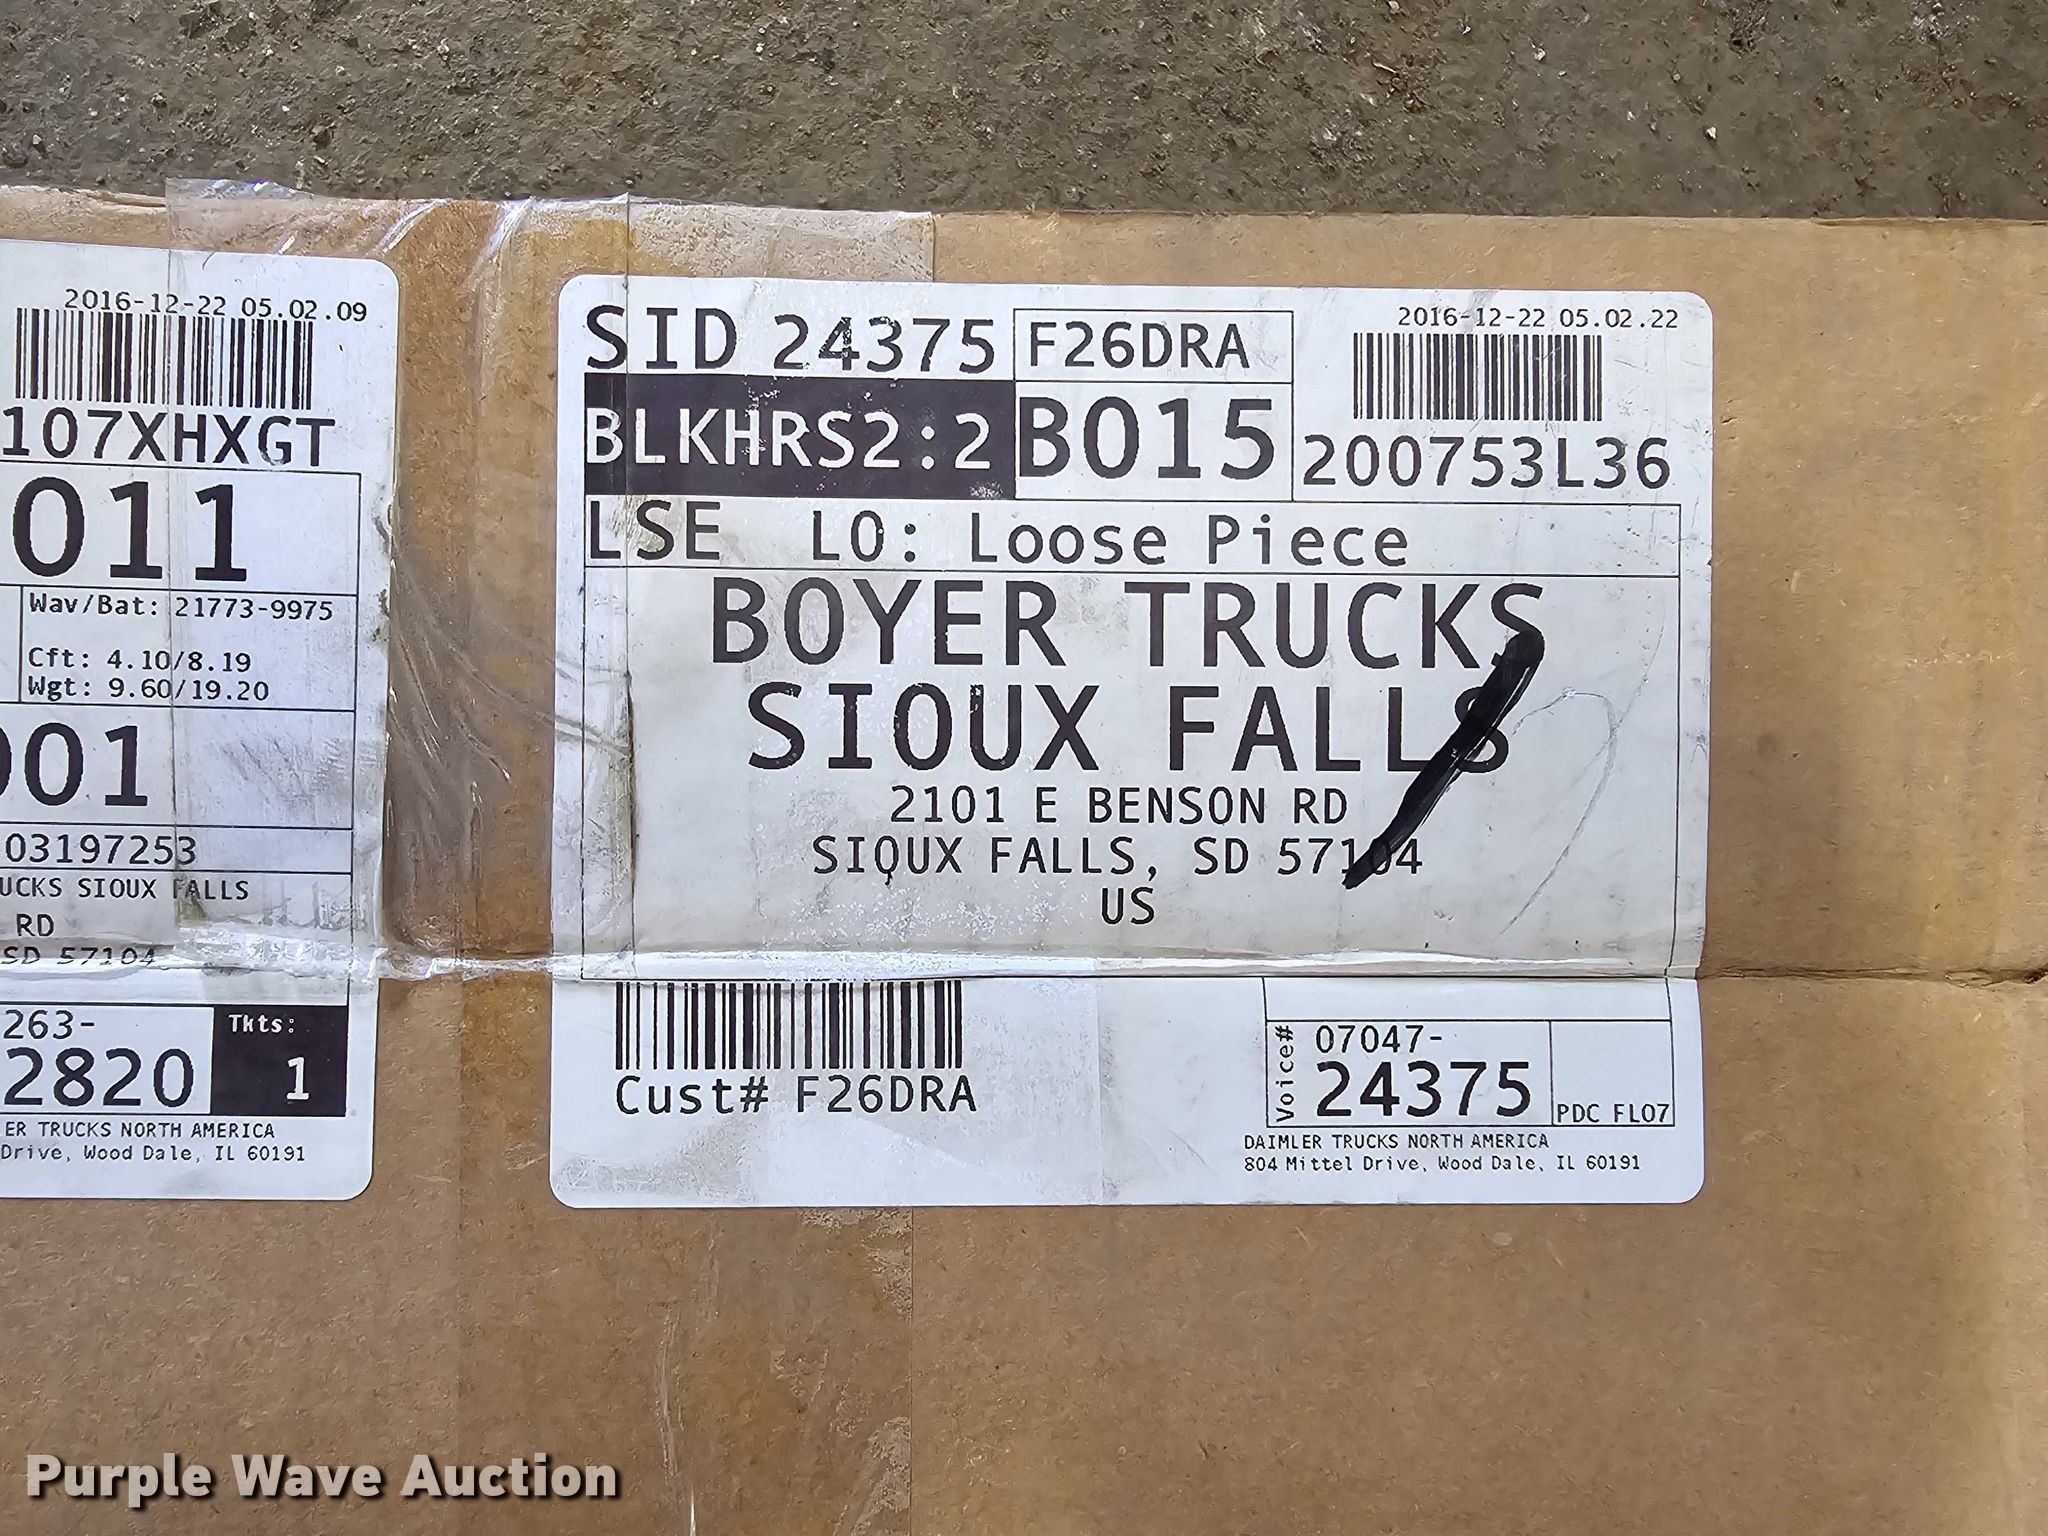 2016-12-22 05.02.09
107XHXGT
011
Wav/Bat: 21773-9975
Cft: 4.10/8.19
Wgt: 9.60/19.20
001
03197253
UCKS SIOUX FALLS
RD
SD 57104
263-
2820
Tkts:
1
ER TRUCKS NORTH AMERICA
Drive, Wood Dale, IL 60191
SID 24375
F26DRA
2016-12-22 05.02.22
BLKHRS2:2
B015
200753L36
LSE LO: Loose Piece
BOYER TRUCKS
SIOUX FALLS
2101 E BENSON RD
SIOUX FALLS, SD 57104
US
Cust# F26DRA
Voice#
07047-
24375
PDC FL07
DAIMLER TRUCKS NORTH AMERICA
804 Mittel Drive, Wood Dale, IL 60191
Purple Wave Auction